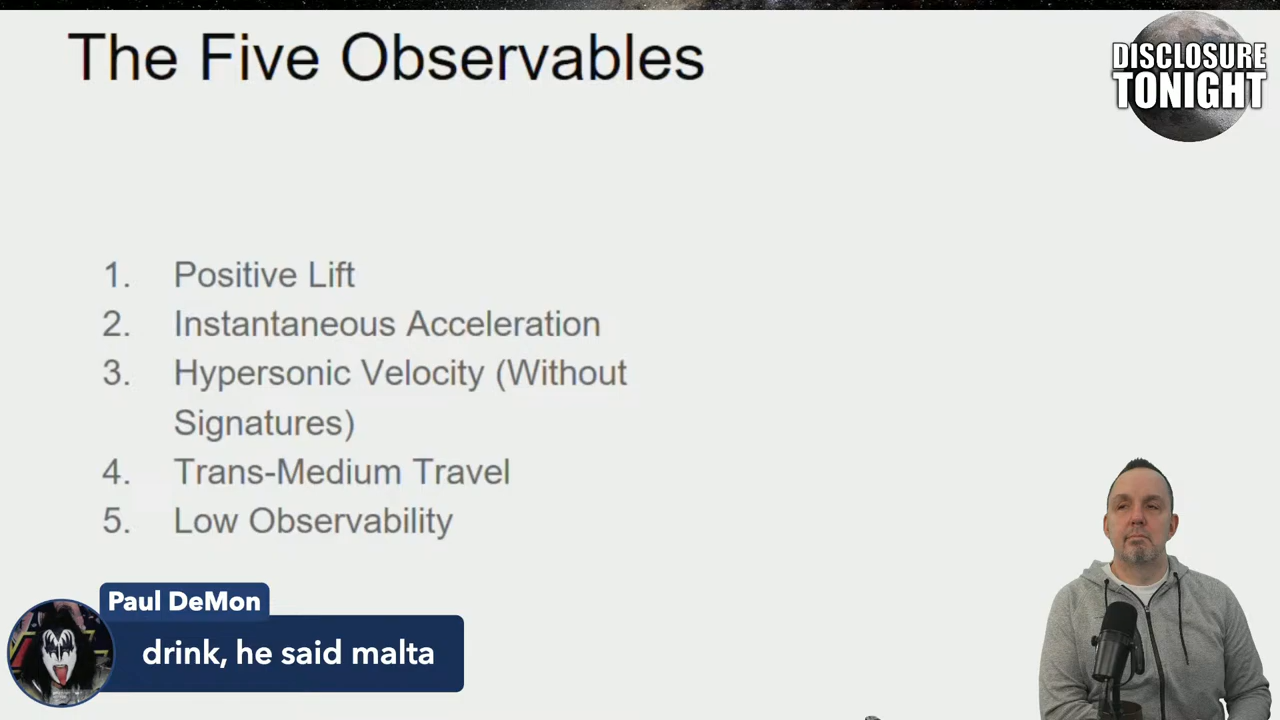 The Five Observables
DISCLOSURE
TONIGHT
1. Positive Lift
2. Instantaneous Acceleration
3. Hypersonic Velocity (Without
Signatures)
4. Trans-Medium Travel
5. Low Observability
Paul DeMon
drink, he said malta